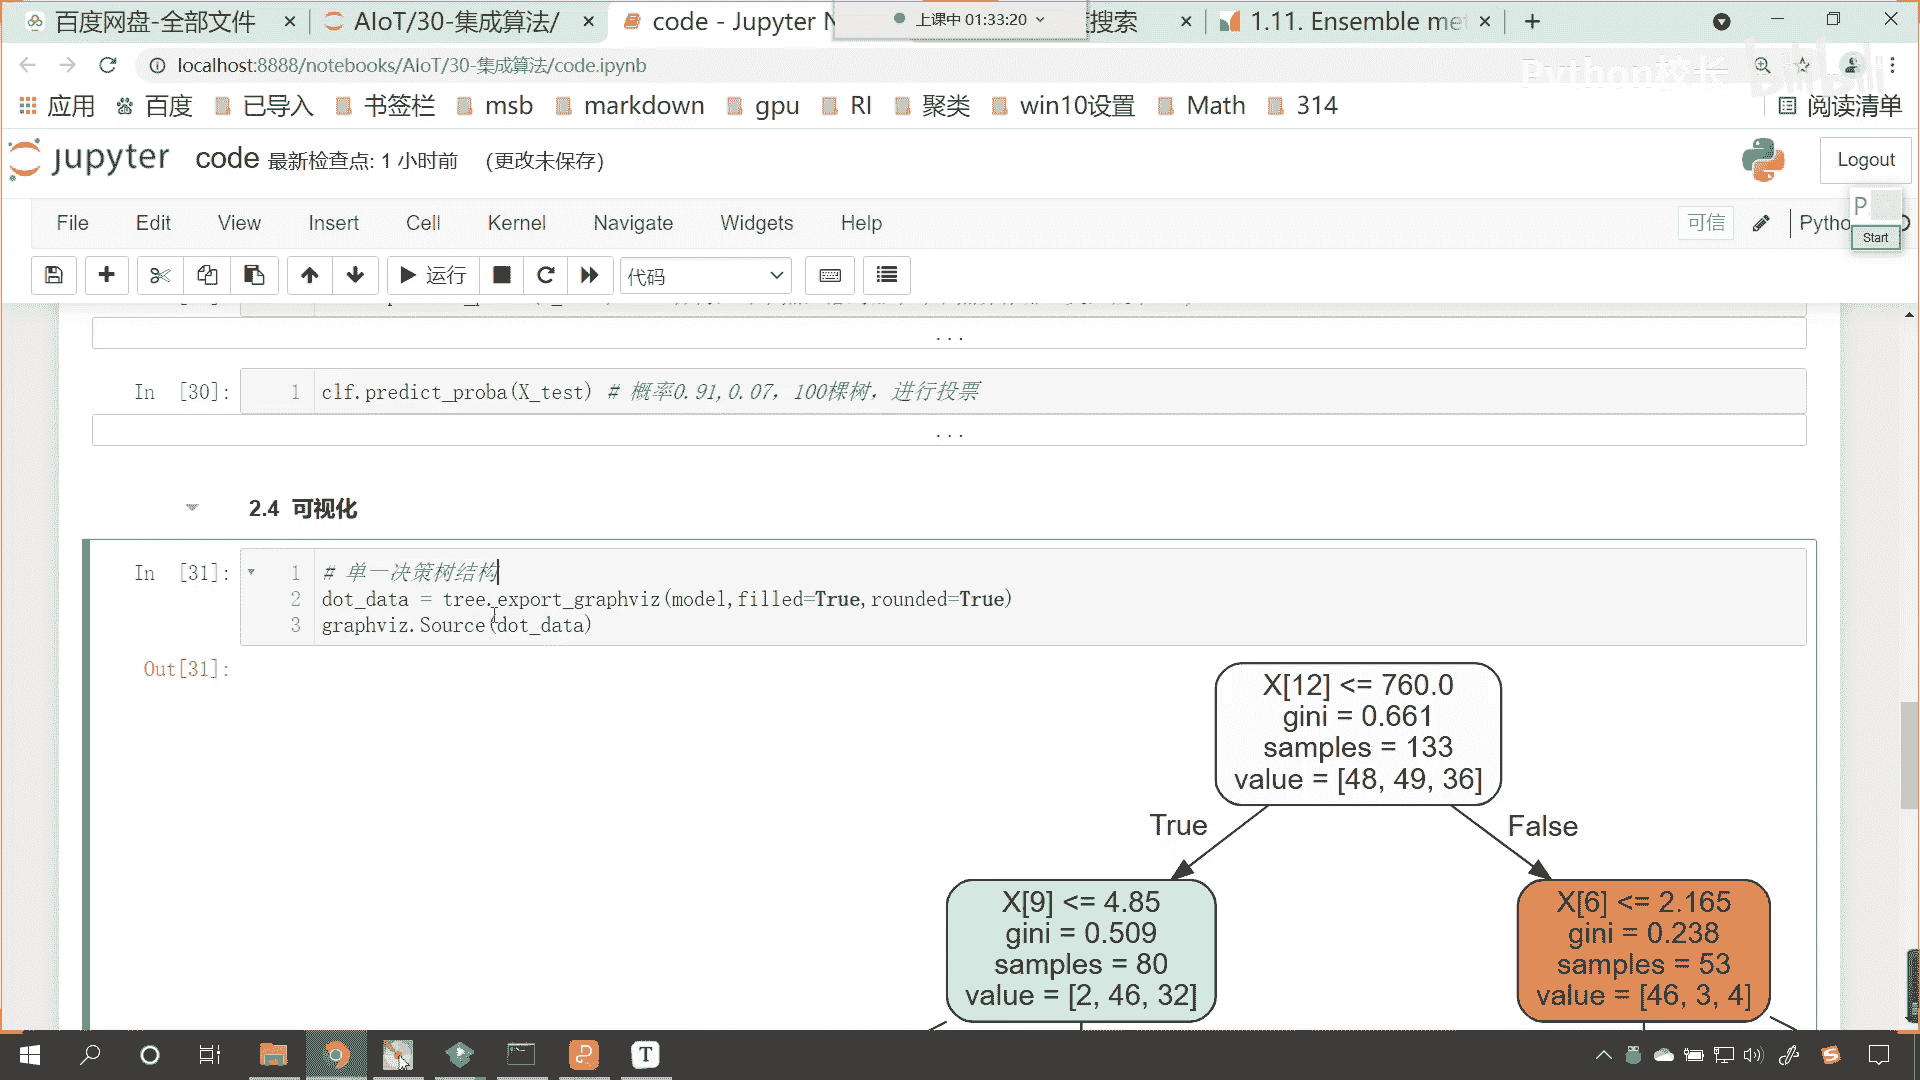 百度网盘-全部文件
AIoT/30-集成算法/
code - Jupyter N
上课中 01:33:20
搜索
1.11. Ensemble me
localhost:8888/notebooks/AIoT/30-集成算法/code.ipynb
Python校长
bilibili
应用
百度
已导入
书签栏
msb
markdown
gpu
RI
聚类
win10设置
Math
314
阅读清单
jupyter
code 最新检查点: 1 小时前 (更改未保存)
Logout
File
Edit
View
Insert
Cell
Kernel
Navigate
Widgets
Help
可信
Pytho
P
Start
运行
代码
...
In [30]:
1 clf.predict_proba(X_test) # 概率0.91,0.07，100棵树，进行投票
...
2.4 可视化
In [31]:
1 # 单一决策树结构
2 dot_data = tree.export_graphviz(model,filled=True,rounded=True)
3 graphviz.Source(dot_data)
Out[31]:
X[12] <= 760.0
gini = 0.661
samples = 133
value = [48, 49, 36]
True
False
X[9] <= 4.85
gini = 0.509
samples = 80
value = [2, 46, 32]
X[6] <= 2.165
gini = 0.238
samples = 53
value = [46, 3, 4]
T